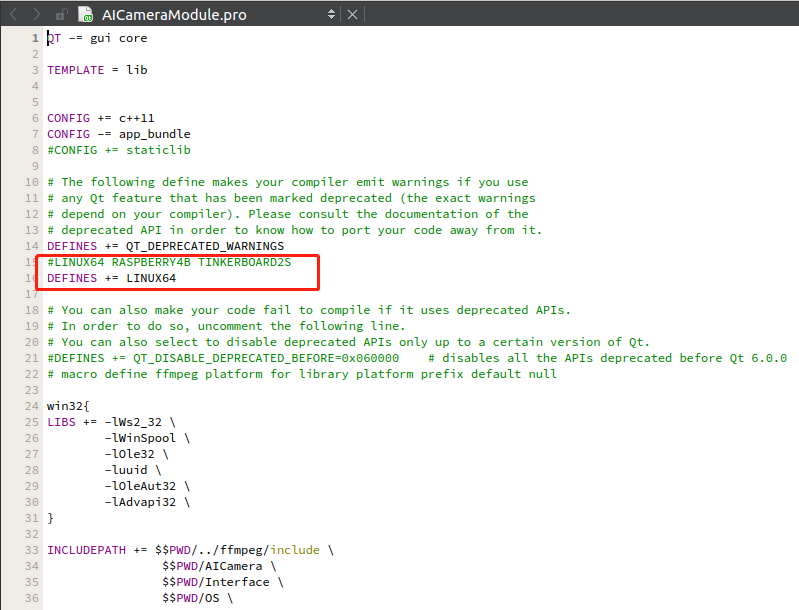 AICameraModule.pro
1 QT -= gui core
2
3 TEMPLATE = lib
4
5
6 CONFIG += c++11
7 CONFIG -= app_bundle
8 #CONFIG += staticlib
9
10 # The following define makes your compiler emit warnings if you use
11 # any Qt feature that has been marked deprecated (the exact warnings
12 # depend on your compiler). Please consult the documentation of the
13 # deprecated API in order to know how to port your code away from it.
14 DEFINES += QT_DEPRECATED_WARNINGS
15 #LINUX64 RASPBERRY4B TINKERBOARD2S
16 DEFINES += LINUX64
17
18 # You can also make your code fail to compile if it uses deprecated APIs.
19 # In order to do so, uncomment the following line.
20 # You can also select to disable deprecated APIs only up to a certain version of Qt.
21 #DEFINES += QT_DISABLE_DEPRECATED_BEFORE=0x060000    # disables all the APIs deprecated before Qt 6.0.0
22 # macro define ffmpeg platform for library platform prefix default null
23
24 win32{
25 LIBS += -lWs2_32 \
26         -lWinSpool \
27         -lOle32 \
28         -luuid \
29         -lOleAut32 \
30         -lAdvapi32 \
31 }
32
33 INCLUDEPATH += $$PWD/../ffmpeg/include \
34                $$PWD/AICamera \
35                $$PWD/Interface \
36                $$PWD/OS \